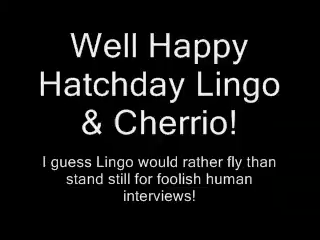 Well Happy
Hatchday Lingo
& Cherrio!
I guess Lingo would rather fly than
stand still for foolish human
interviews!